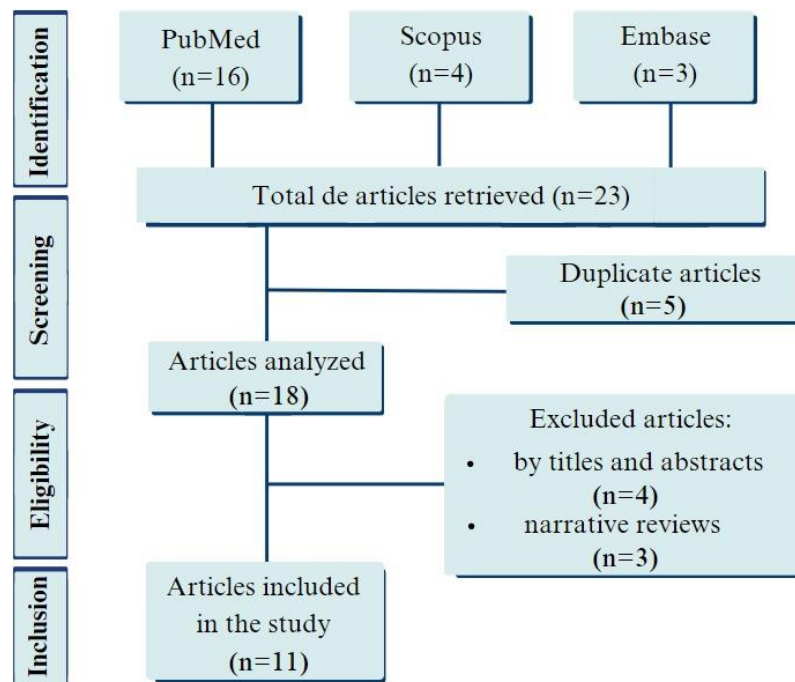 Identification
PubMed
(n=16)
Scopus
(n=4)
Embase
(n=3)
Total de articles retrieved (n=23)
Screening
Duplicate articles
(n=5)
Articles analyzed
(n=18)
Eligibility
Excluded articles:
• by titles and abstracts
(n=4)
• narrative reviews
(n=3)
Inclusion
Articles included
in the study
(n=11)